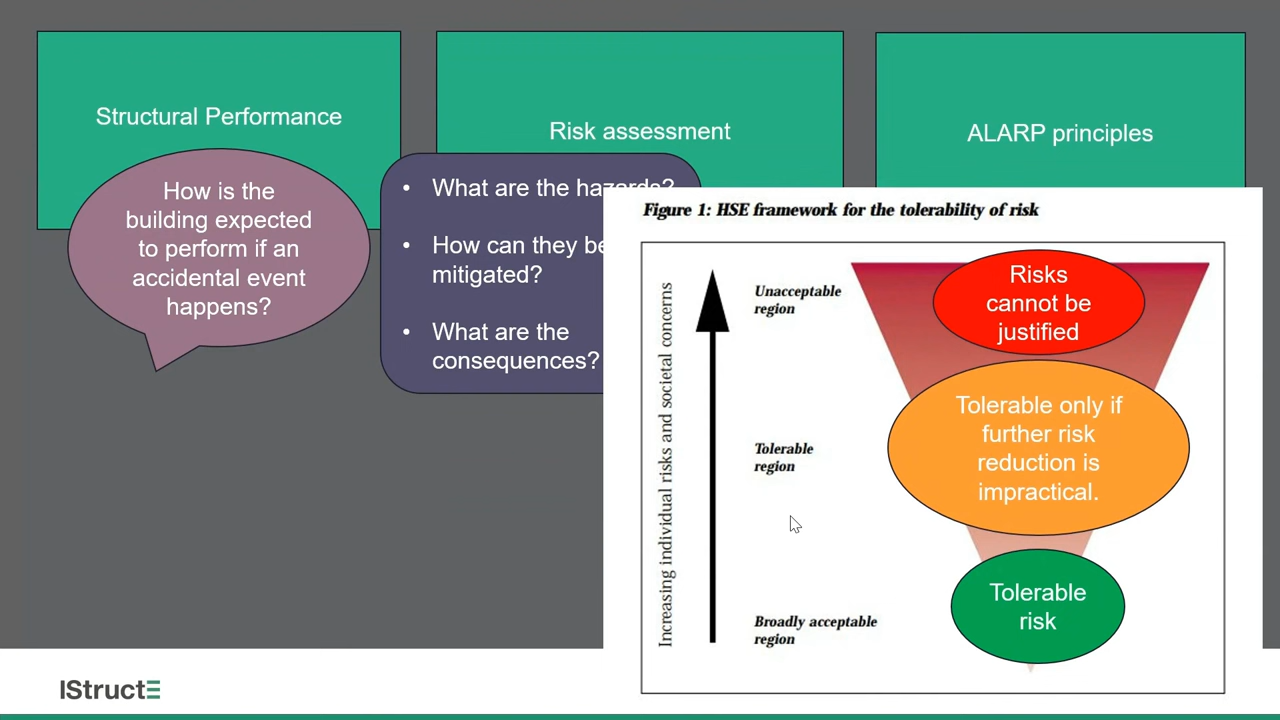 Structural Performance
How is the
building expected
to perform if an
accidental event
happens?
Risk assessment
• What are the hazards?
• How can they be
mitigated?
• What are the
consequences?
ALARP principles
Figure 1: HSE framework for the tolerability of risk
Increasing individual risks and societal concerns
Unacceptable
region
Risks
cannot be
justified
Tolerable
region
Tolerable only if
further risk
reduction is
impractical.
Broadly acceptable
region
Tolerable
risk
IStructE